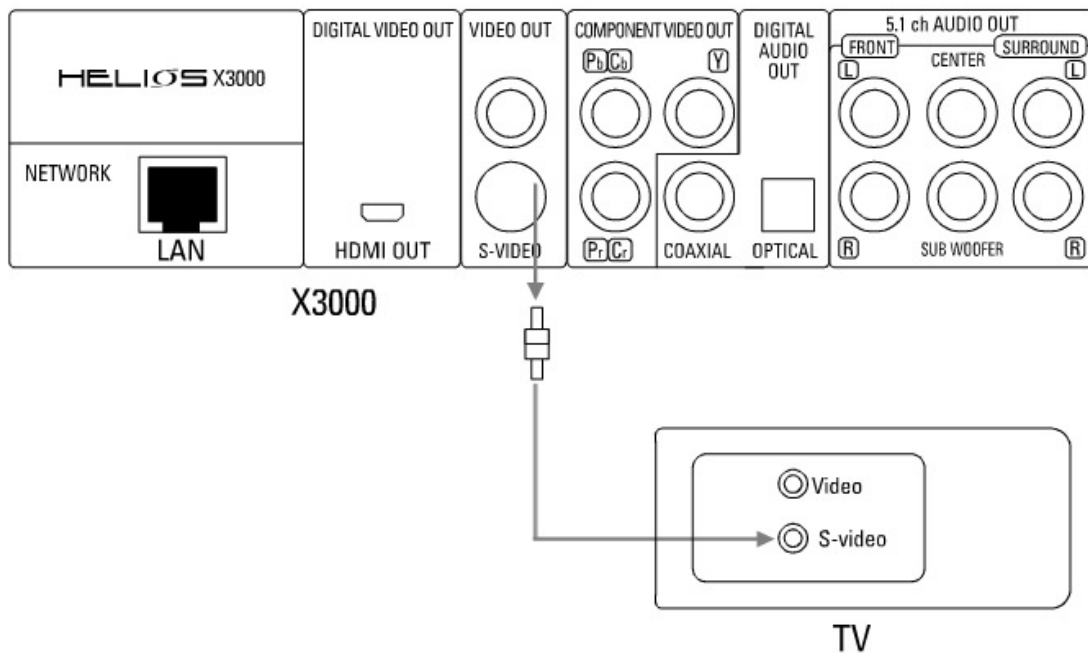 HELIOS X3000
NETWORK
LAN
DIGITAL VIDEO OUT
HDMI OUT
VIDEO OUT
S-VIDEO
COMPONENT VIDEO OUT
Pb Cb Y
Pr Cr
COAXIAL
DIGITAL
AUDIO
OUT
OPTICAL
5.1 ch AUDIO OUT
FRONT CENTER SURROUND
L L
R SUB WOOFER R
X3000
Video
S-video
TV